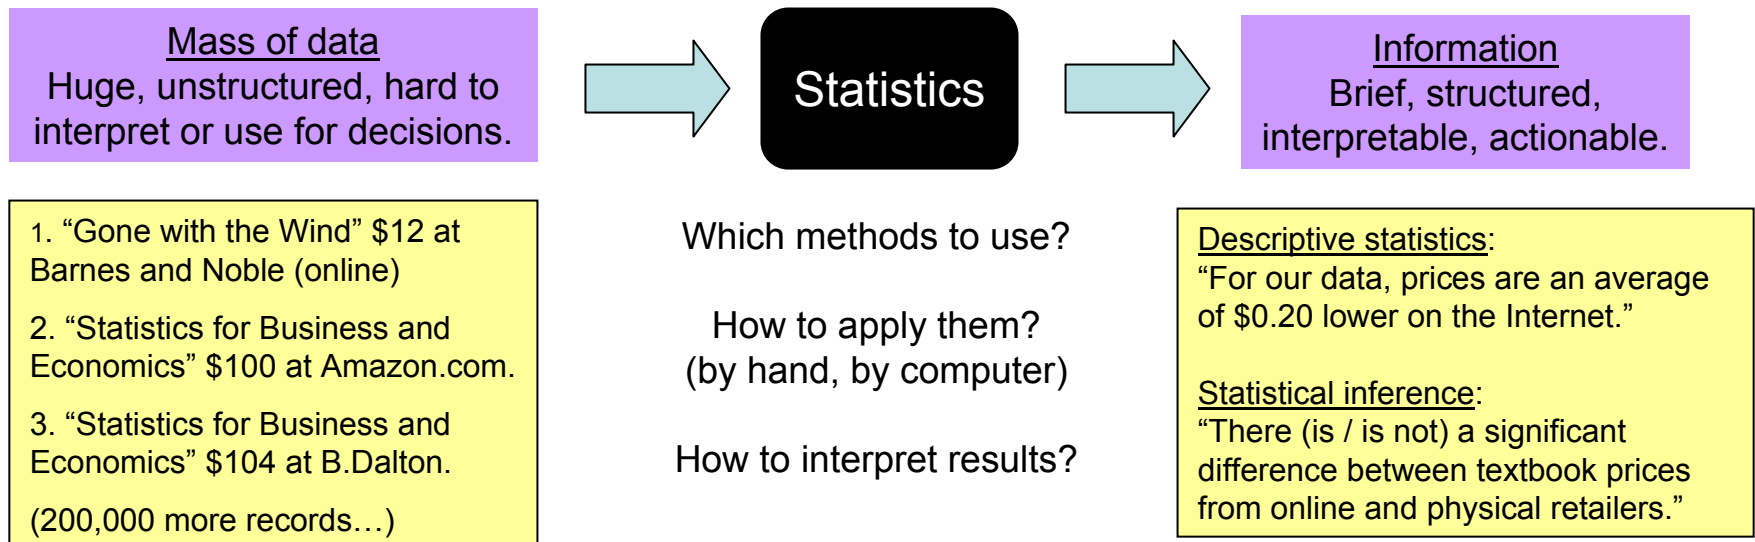 Mass of data
Huge, unstructured, hard to
interpret or use for decisions.
Statistics
Information
Brief, structured,
interpretable, actionable.
1. “Gone with the Wind” $12 at
Barnes and Noble (online)
2. “Statistics for Business and
Economics” $100 at Amazon.com.
3. “Statistics for Business and
Economics” $104 at B.Dalton.
(200,000 more records…)
Which methods to use?
How to apply them?
(by hand, by computer)
How to interpret results?
Descriptive statistics:
“For our data, prices are an average
of $0.20 lower on the Internet.”
Statistical inference:
“There (is / is not) a significant
difference between textbook prices
from online and physical retailers.”